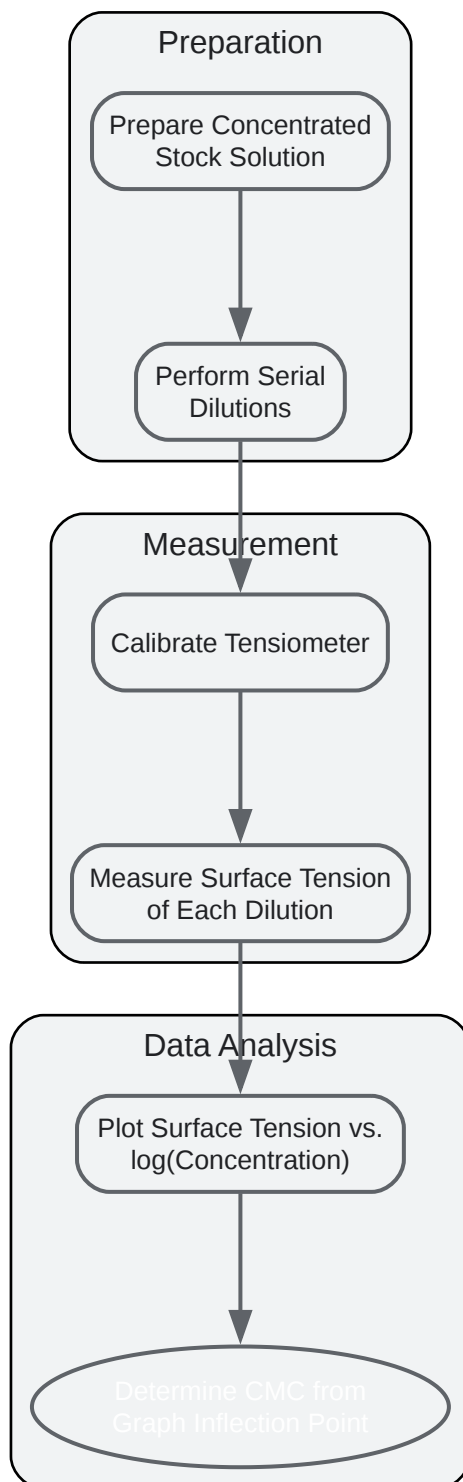 Preparation
Prepare Concentrated
Stock Solution
Perform Serial
Dilutions
Measurement
Calibrate Tensiometer
Measure Surface Tension
of Each Dilution
Data Analysis
Plot Surface Tension vs.
log(Concentration)
Determine CMC from
Graph Inflection Point